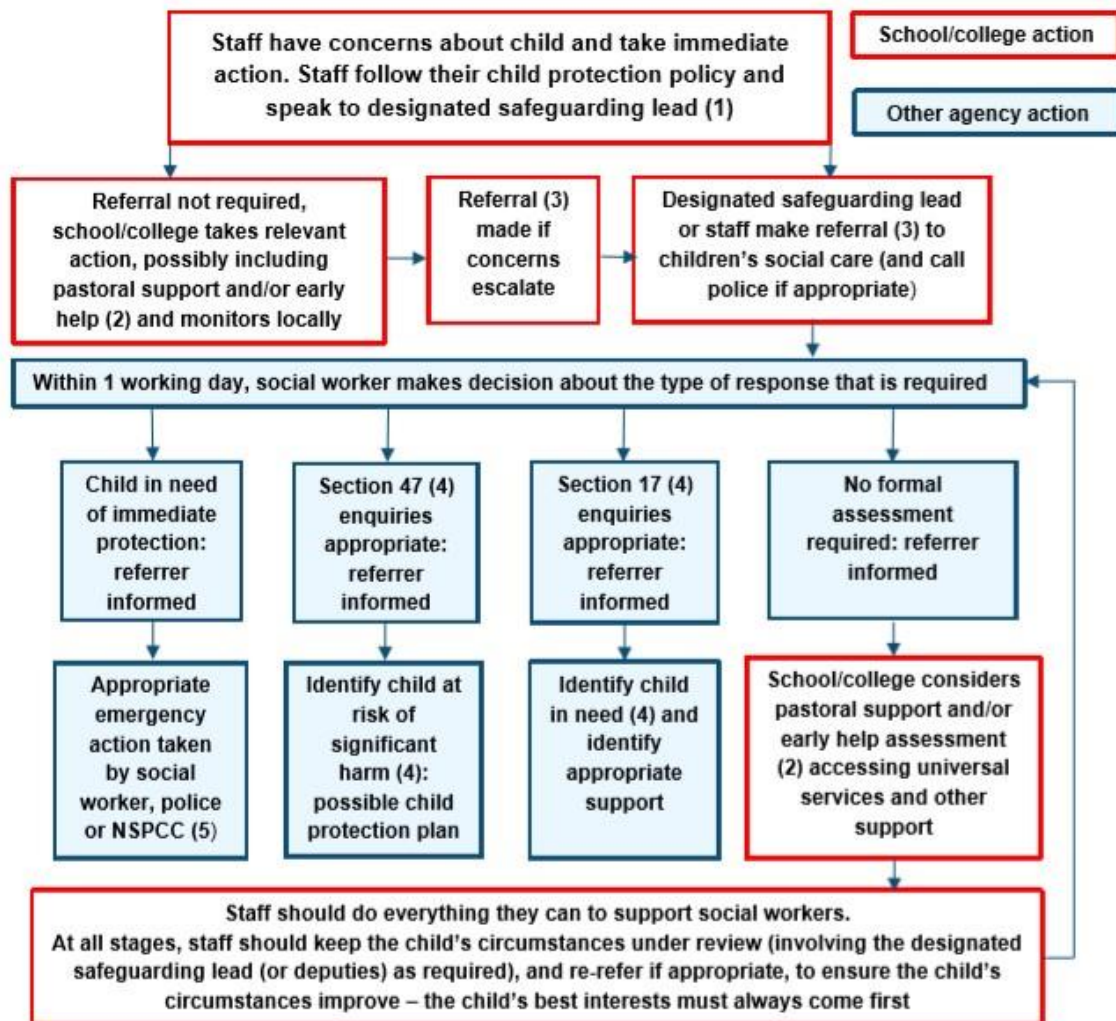 Staff have concerns about child and take immediate
action. Staff follow their child protection policy and
speak to designated safeguarding lead (1)
School/college action
Other agency action
Referral not required,
school/college takes relevant
action, possibly including
pastoral support and/or early
help (2) and monitors locally
Referral (3)
made if
concerns
escalate
Designated safeguarding lead
or staff make referral (3) to
children’s social care (and call
police if appropriate)
Within 1 working day, social worker makes decision about the type of response that is required
Child in need
of immediate
protection:
referrer
informed
Section 47 (4)
enquiries
appropriate:
referrer
informed
Section 17 (4)
enquiries
appropriate:
referrer
informed
No formal
assessment
required: referrer
informed
Appropriate
emergency
action taken
by social
worker, police
or NSPCC (5)
Identify child at
risk of
significant
harm (4):
possible child
protection plan
Identify child
in need (4) and
identify
appropriate
support
School/college considers
pastoral support and/or
early help assessment
(2) accessing universal
services and other
support
Staff should do everything they can to support social workers.
At all stages, staff should keep the child’s circumstances under review (involving the designated
safeguarding lead (or deputies) as required), and re-refer if appropriate, to ensure the child’s
circumstances improve – the child’s best interests must always come first